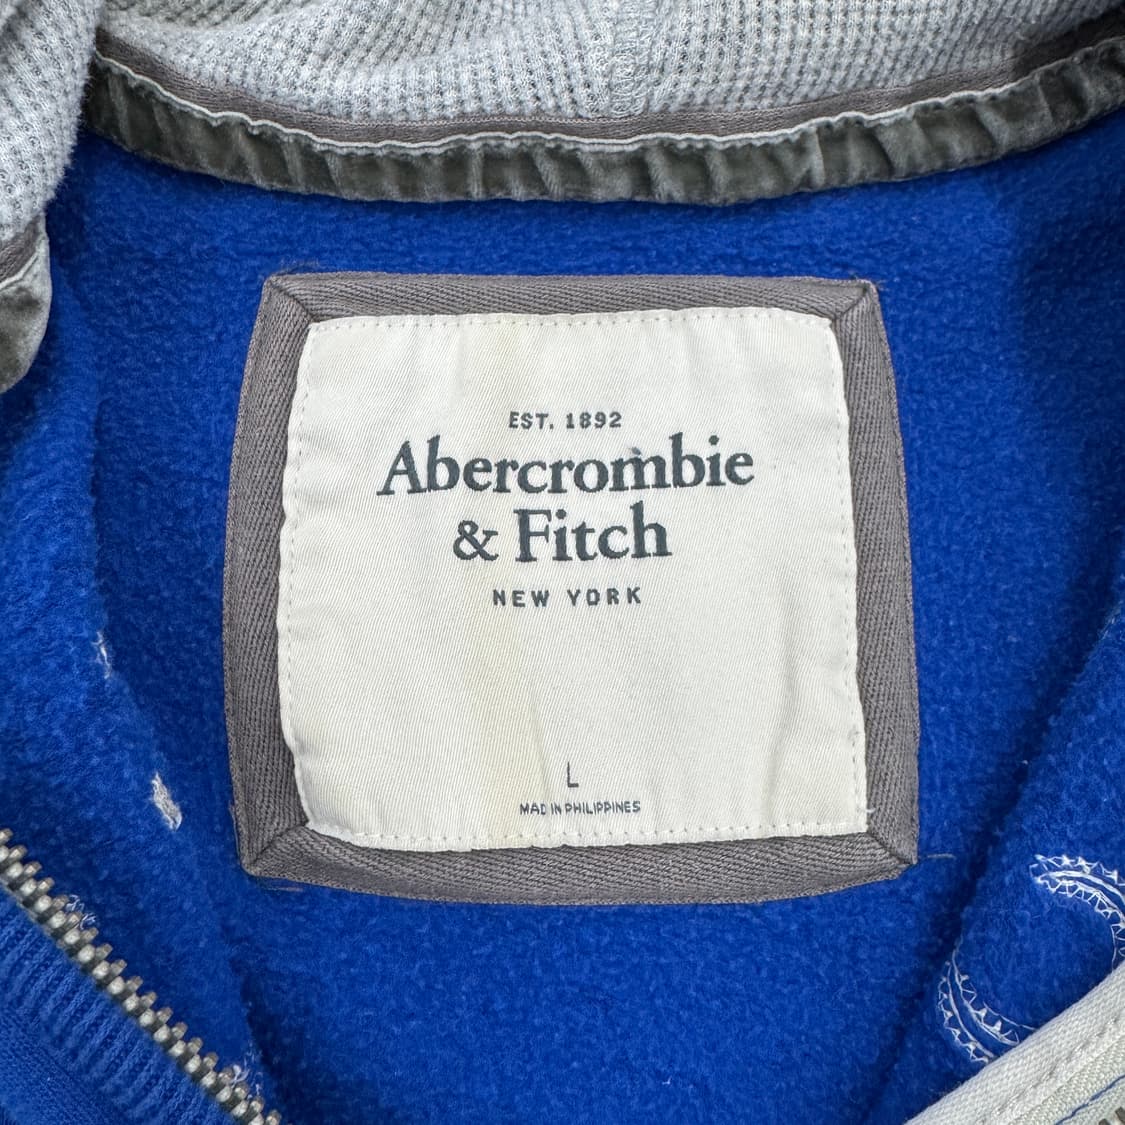 EST. 1892
Abercrombie
& Fitch
NEW YORK
L
MADE IN PHILIPPINES